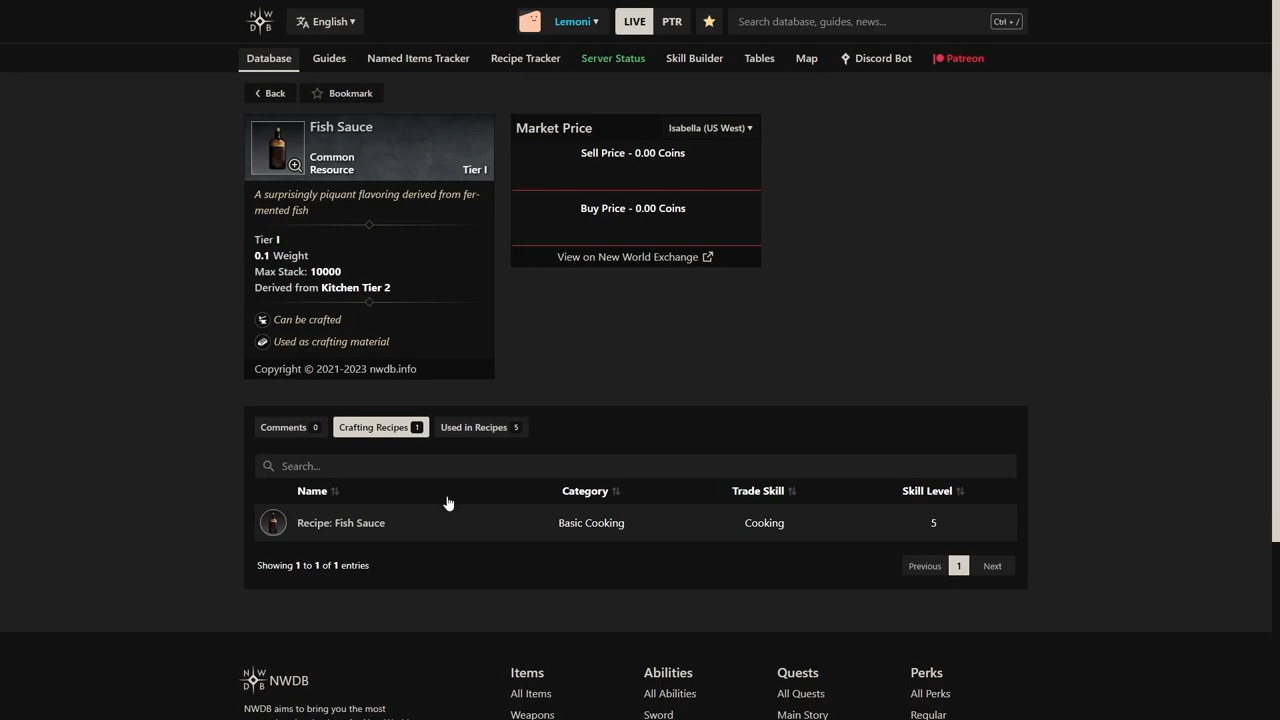 N W D B
English ▾
Lemoni ▾
LIVE
PTR
Search database, guides, news...
Ctrl + /
Database
Guides
Named Items Tracker
Recipe Tracker
Server Status
Skill Builder
Tables
Map
Discord Bot
Patreon
Back
Bookmark
Fish Sauce
Common
Resource
Tier I
A surprisingly piquant flavoring derived from fer-
mented fish
Tier I
0.1 Weight
Max Stack: 10000
Derived from Kitchen Tier 2
Can be crafted
Used as crafting material
Copyright © 2021-2023 nwdb.info
Market Price
Isabella (US West) ▾
Sell Price - 0.00 Coins
Buy Price - 0.00 Coins
View on New World Exchange
Comments 0
Crafting Recipes 1
Used in Recipes 5
Search...
Name
Category
Trade Skill
Skill Level
Recipe: Fish Sauce
Basic Cooking
Cooking
5
Showing 1 to 1 of 1 entries
Previous
1
Next
N W D B
NWDB
NWDB aims to bring you the most
Items
All Items
Weapons
Abilities
All Abilities
Sword
Quests
All Quests
Main Story
Perks
All Perks
Regular